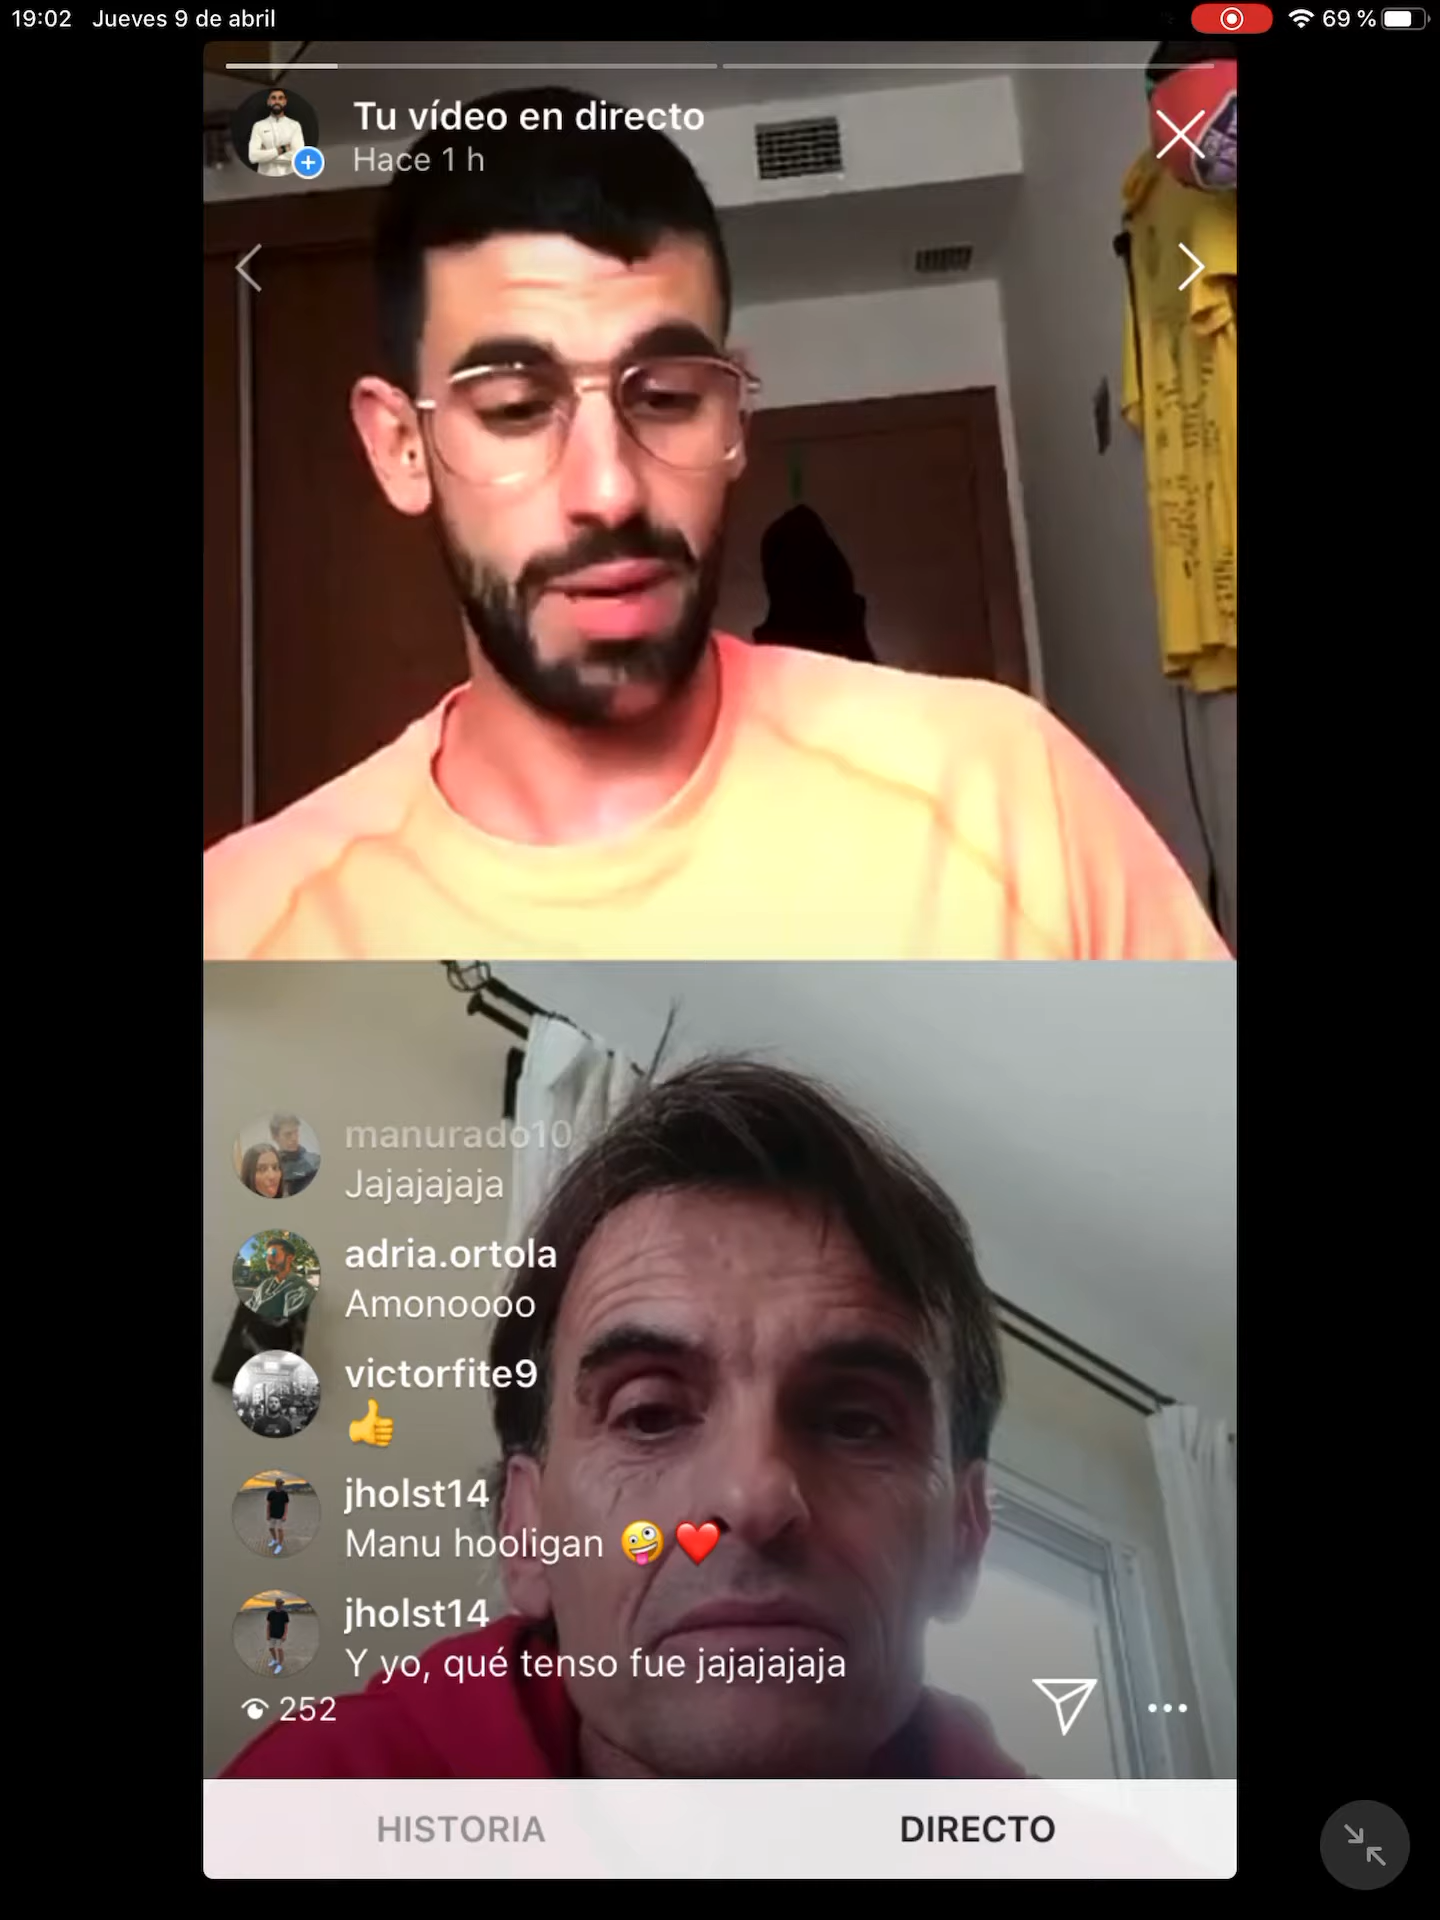 19:02 Jueves 9 de abril
69 %
Tu vídeo en directo
Hace 1 h
manurado10
Jajajajaja
adria.ortola
Amonoooo
victorfite9
👍
jholst14
Manu hooligan 🤪❤️
jholst14
Y yo, qué tenso fue jajajajaja
252
HISTORIA
DIRECTO